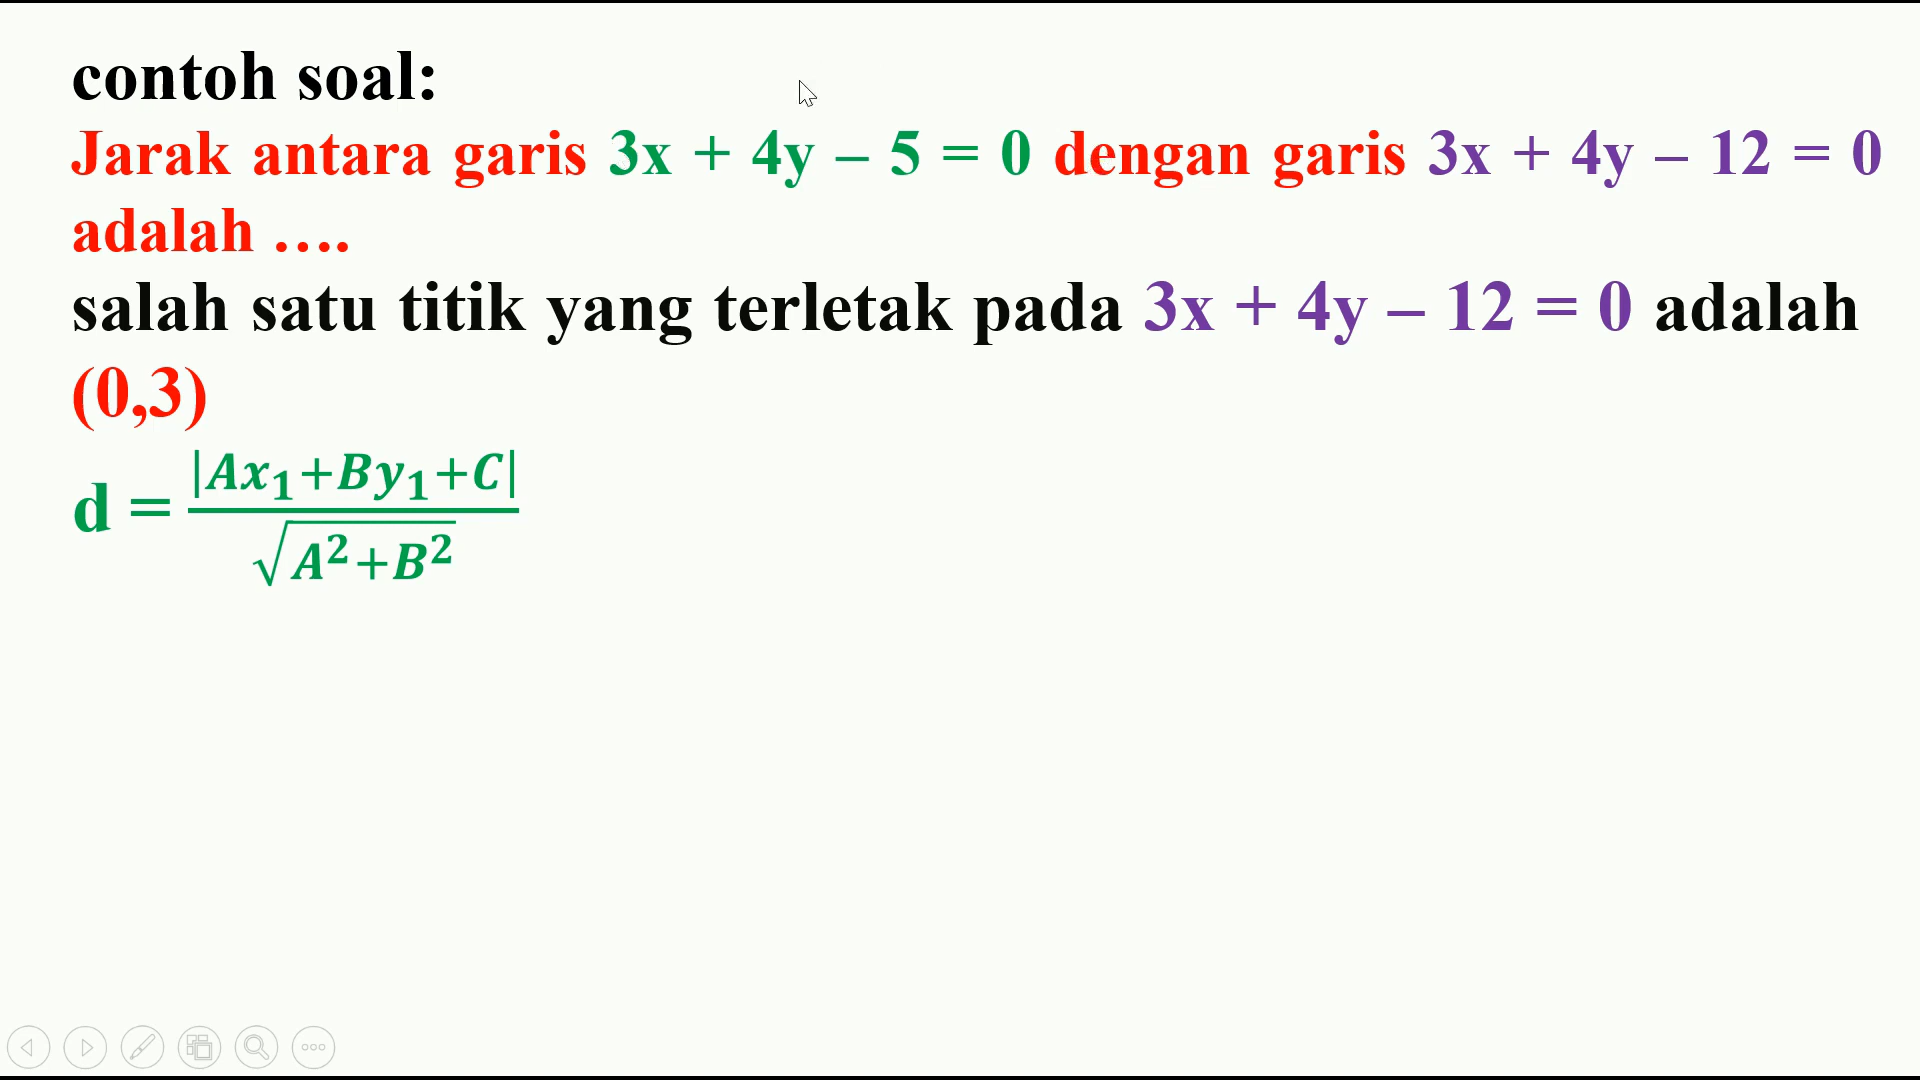 contoh soal:
Jarak antara garis 3x + 4y – 5 = 0 dengan garis 3x + 4y – 12 = 0
adalah ….
salah satu titik yang terletak pada 3x + 4y – 12 = 0 adalah
(0,3)
d = |Ax₁+By₁+C| / √(A²+B²)